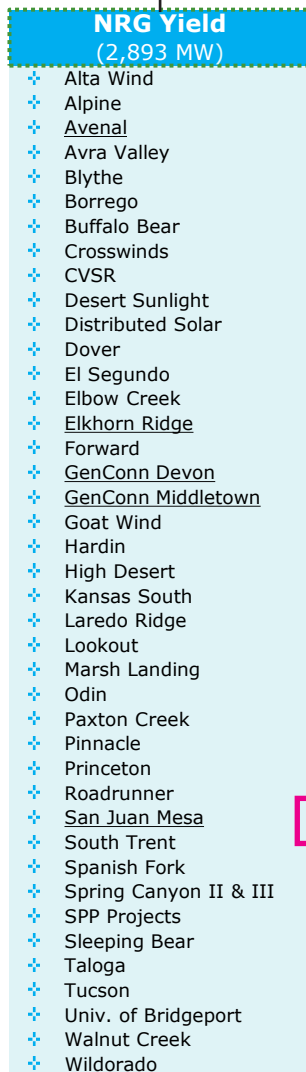 NRG Yield
(2,893 MW)
Alta Wind
Alpine
Avenal
Avra Valley
Blythe
Borrego
Buffalo Bear
Crosswinds
CVSR
Desert Sunlight
Distributed Solar
Dover
El Segundo
Elbow Creek
Elkhorn Ridge
Forward
GenConn Devon
GenConn Middletown
Goat Wind
Hardin
High Desert
Kansas South
Laredo Ridge
Lookout
Marsh Landing
Odin
Paxton Creek
Pinnacle
Princeton
Roadrunner
San Juan Mesa
South Trent
Spanish Fork
Spring Canyon II & III
SPP Projects
Sleeping Bear
Taloga
Tucson
Univ. of Bridgeport
Walnut Creek
Wildorado